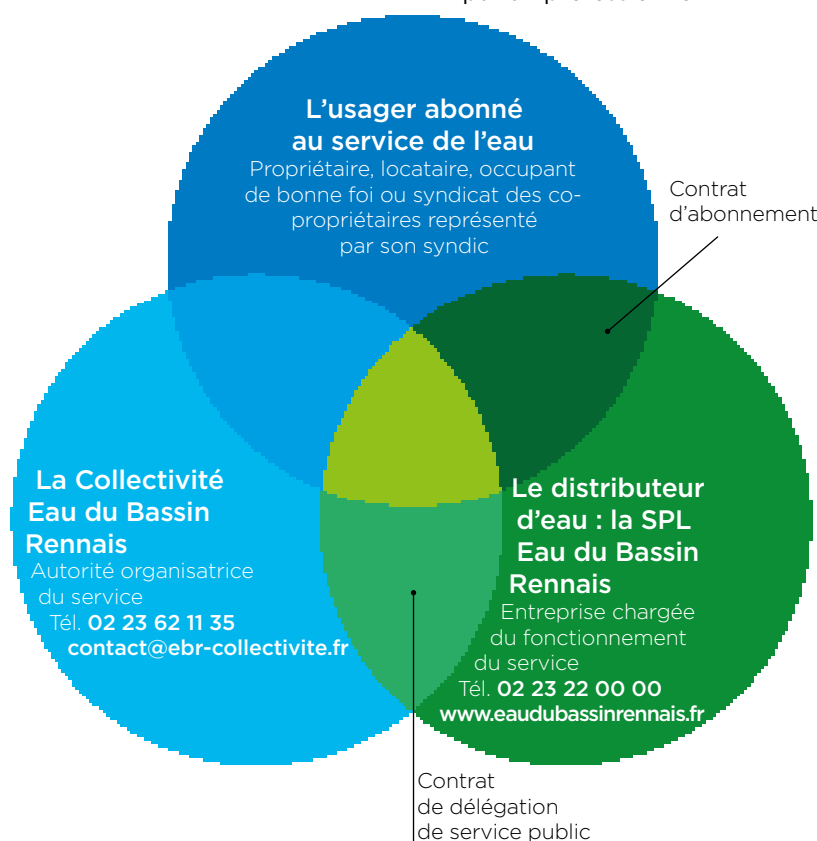 L'usager abonné
au service de l'eau
Propriétaire, locataire, occupant
de bonne foi ou syndicat des co-
propriétaires représenté
par son syndic
Contrat
d'abonnement
La Collectivité
Eau du Bassin
Rennais
Autorité organisatrice
du service
Tél. 02 23 62 11 35
contact@ebr-collectivite.fr
Le distributeur
d'eau : la SPL
Eau du Bassin
Rennais
Entreprise chargée
du fonctionnement
du service
Tél. 02 23 22 00 00
www.eaudubassinrennais.fr
Contrat
de délégation
de service public